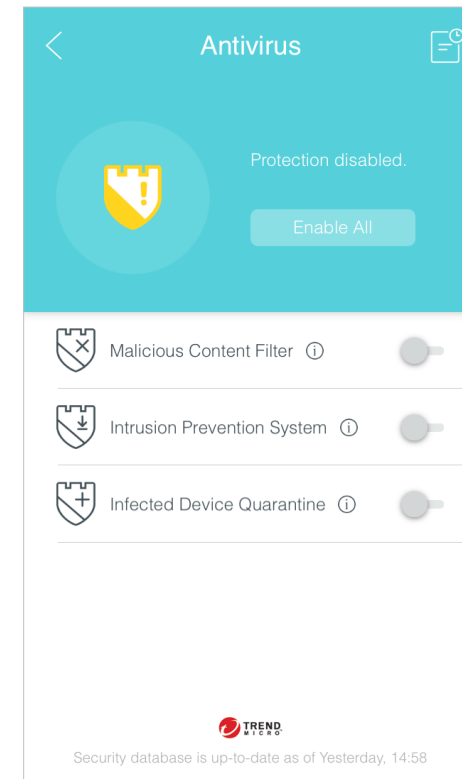 Antivirus
Protection disabled.
Enable All
Malicious Content Filter
Intrusion Prevention System
Infected Device Quarantine
TREND
MICRO
Security database is up-to-date as of Yesterday, 14:58